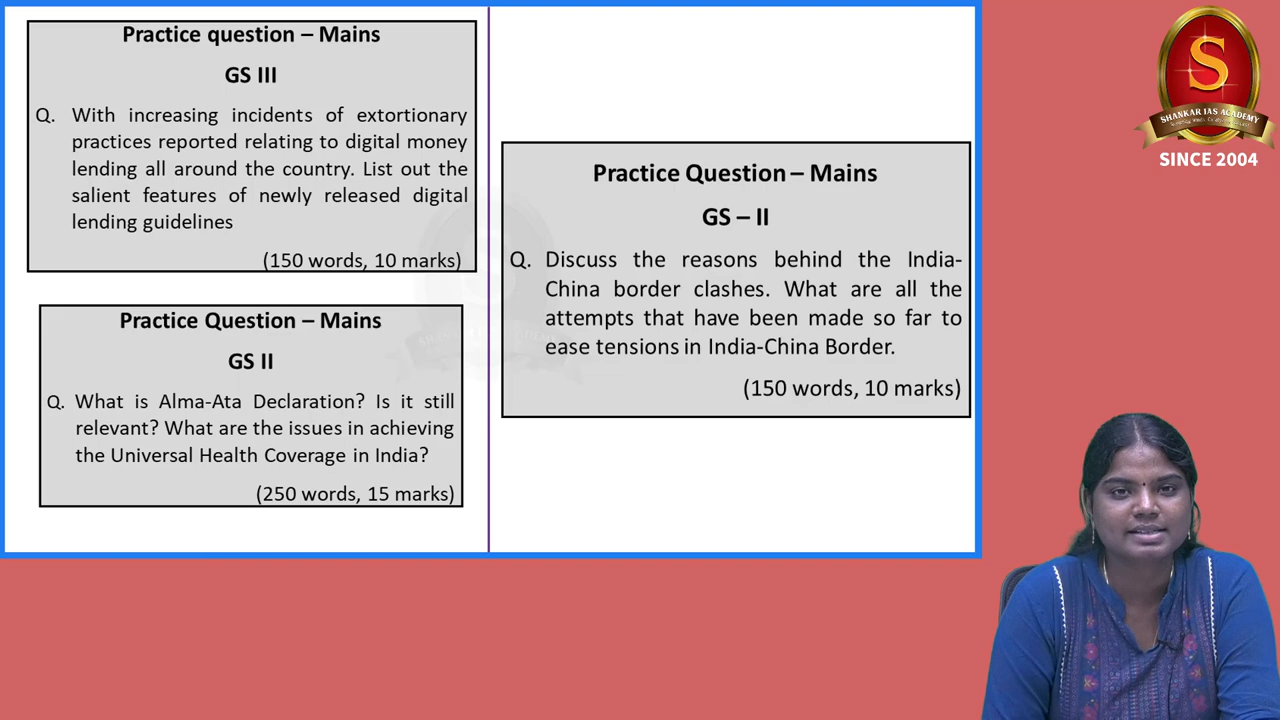 Practice question – Mains
GS III
Q. With increasing incidents of extortionary
practices reported relating to digital money
lending all around the country. List out the
salient features of newly released digital
lending guidelines
(150 words, 10 marks)
Practice Question – Mains
GS II
Q. What is Alma-Ata Declaration? Is it still
relevant? What are the issues in achieving
the Universal Health Coverage in India?
(250 words, 15 marks)
Practice Question – Mains
GS – II
Q. Discuss the reasons behind the India-
China border clashes. What are all the
attempts that have been made so far to
ease tensions in India-China Border.
(150 words, 10 marks)
S
SHANKAR IAS ACADEMY
SINCE 2004